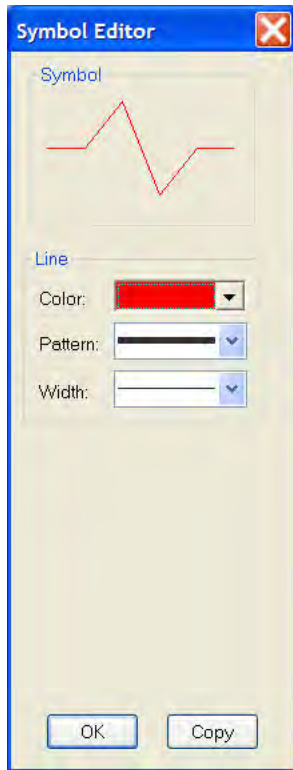 Symbol Editor
Symbol
Line
Color:
Pattern:
Width:
OK Copy